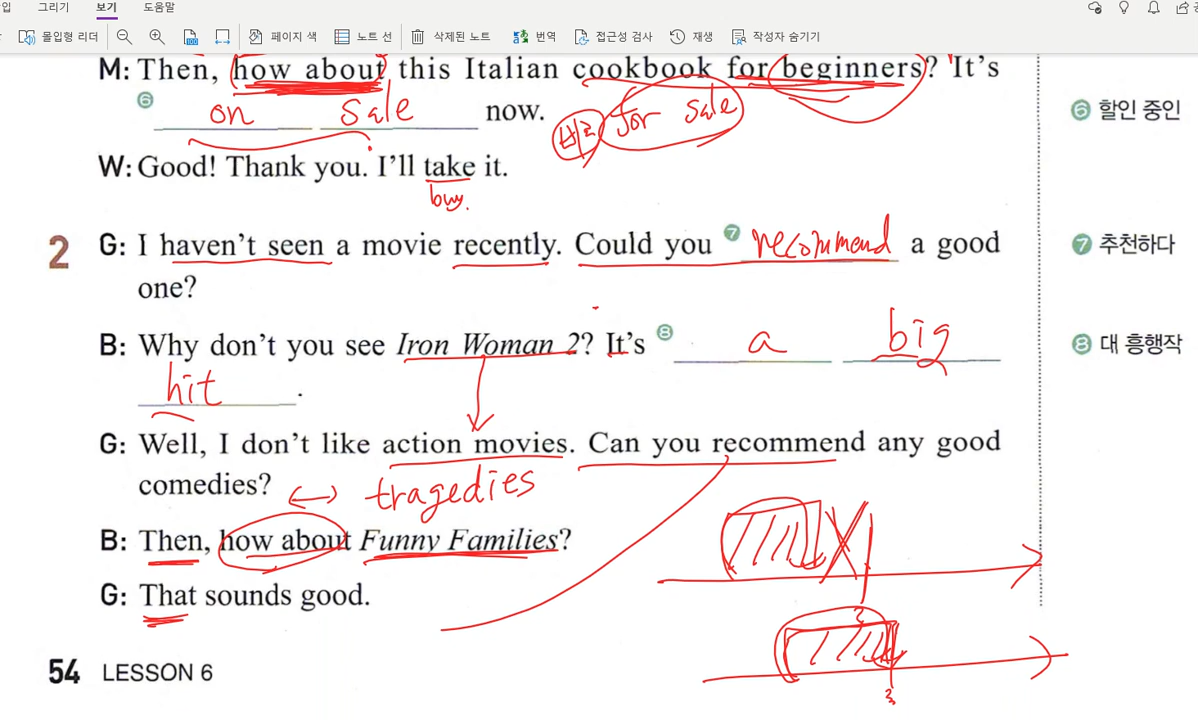 입 그리기 보기 도움말
몰입형 리더 페이지 색 노트 선 삭제된 노트 번역 접근성 검사 재생 작성자 숨기기
M: Then, how about this Italian cookbook for beginners? It's
⑥ on sale now. 비교 for sale ⑥ 할인 중인
W: Good! Thank you. I'll take it.
buy.
2 G: I haven't seen a movie recently. Could you ⑦ recommend a good ⑦ 추천하다
one?
B: Why don't you see Iron Woman 2? It's ⑧ a big ⑧ 대 흥행작
hit .
G: Well, I don't like action movies. Can you recommend any good
comedies? ↔ tragedies
B: Then, how about Funny Families?
G: That sounds good.
54 LESSON 6